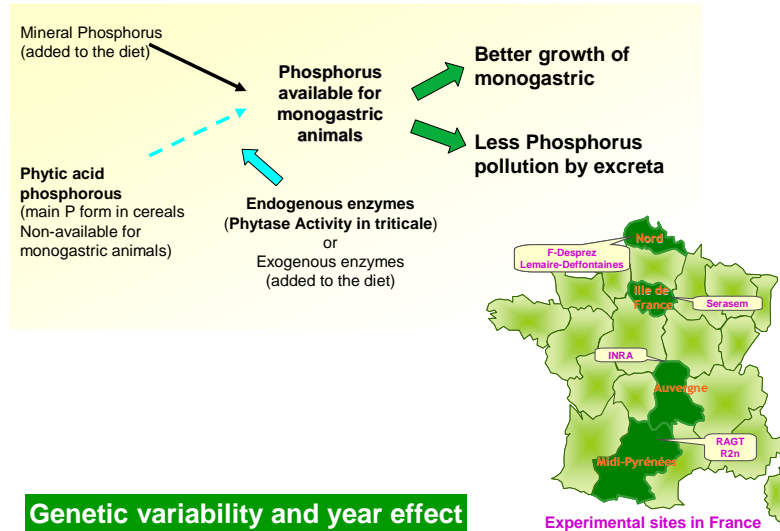 Mineral Phosphorus
(added to the diet)
Phosphorus
available for
monogastric
animals
Better growth of
monogastric
Less Phosphorus
pollution by excreta
Phytic acid
phosphorous
(main P form in cereals
Non-available for
monogastric animals)
Endogenous enzymes
(Phytase Activity in triticale)
or
Exogenous enzymes
(added to the diet)
Nord
F-Desprez
Lemaire-Deffontaines
Ille de
France
Serasem
INRA
Auvergne
RAGT
R2n
Midi-Pyrénées
Experimental sites in France
Genetic variability and year effect